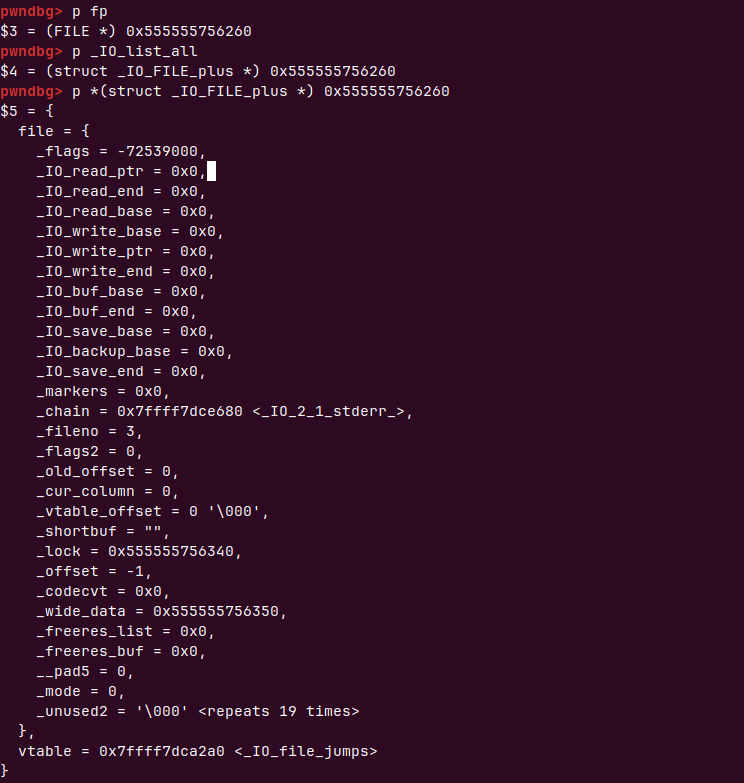 pwndbg> p fp
$3 = (FILE *) 0x555555756260
pwndbg> p _IO_list_all
$4 = (struct _IO_FILE_plus *) 0x555555756260
pwndbg> p *(struct _IO_FILE_plus *) 0x555555756260
$5 = {
  file = {
    _flags = -72539000,
    _IO_read_ptr = 0x0,
    _IO_read_end = 0x0,
    _IO_read_base = 0x0,
    _IO_write_base = 0x0,
    _IO_write_ptr = 0x0,
    _IO_write_end = 0x0,
    _IO_buf_base = 0x0,
    _IO_buf_end = 0x0,
    _IO_save_base = 0x0,
    _IO_backup_base = 0x0,
    _IO_save_end = 0x0,
    _markers = 0x0,
    _chain = 0x7ffff7dce680 <_IO_2_1_stderr_>,
    _fileno = 3,
    _flags2 = 0,
    _old_offset = 0,
    _cur_column = 0,
    _vtable_offset = 0 '\000',
    _shortbuf = "",
    _lock = 0x555555756340,
    _offset = -1,
    _codecvt = 0x0,
    _wide_data = 0x555555756350,
    _freeres_list = 0x0,
    _freeres_buf = 0x0,
    __pad5 = 0,
    _mode = 0,
    _unused2 = '\000' <repeats 19 times>
  },
  vtable = 0x7ffff7dca2a0 <_IO_file_jumps>
}